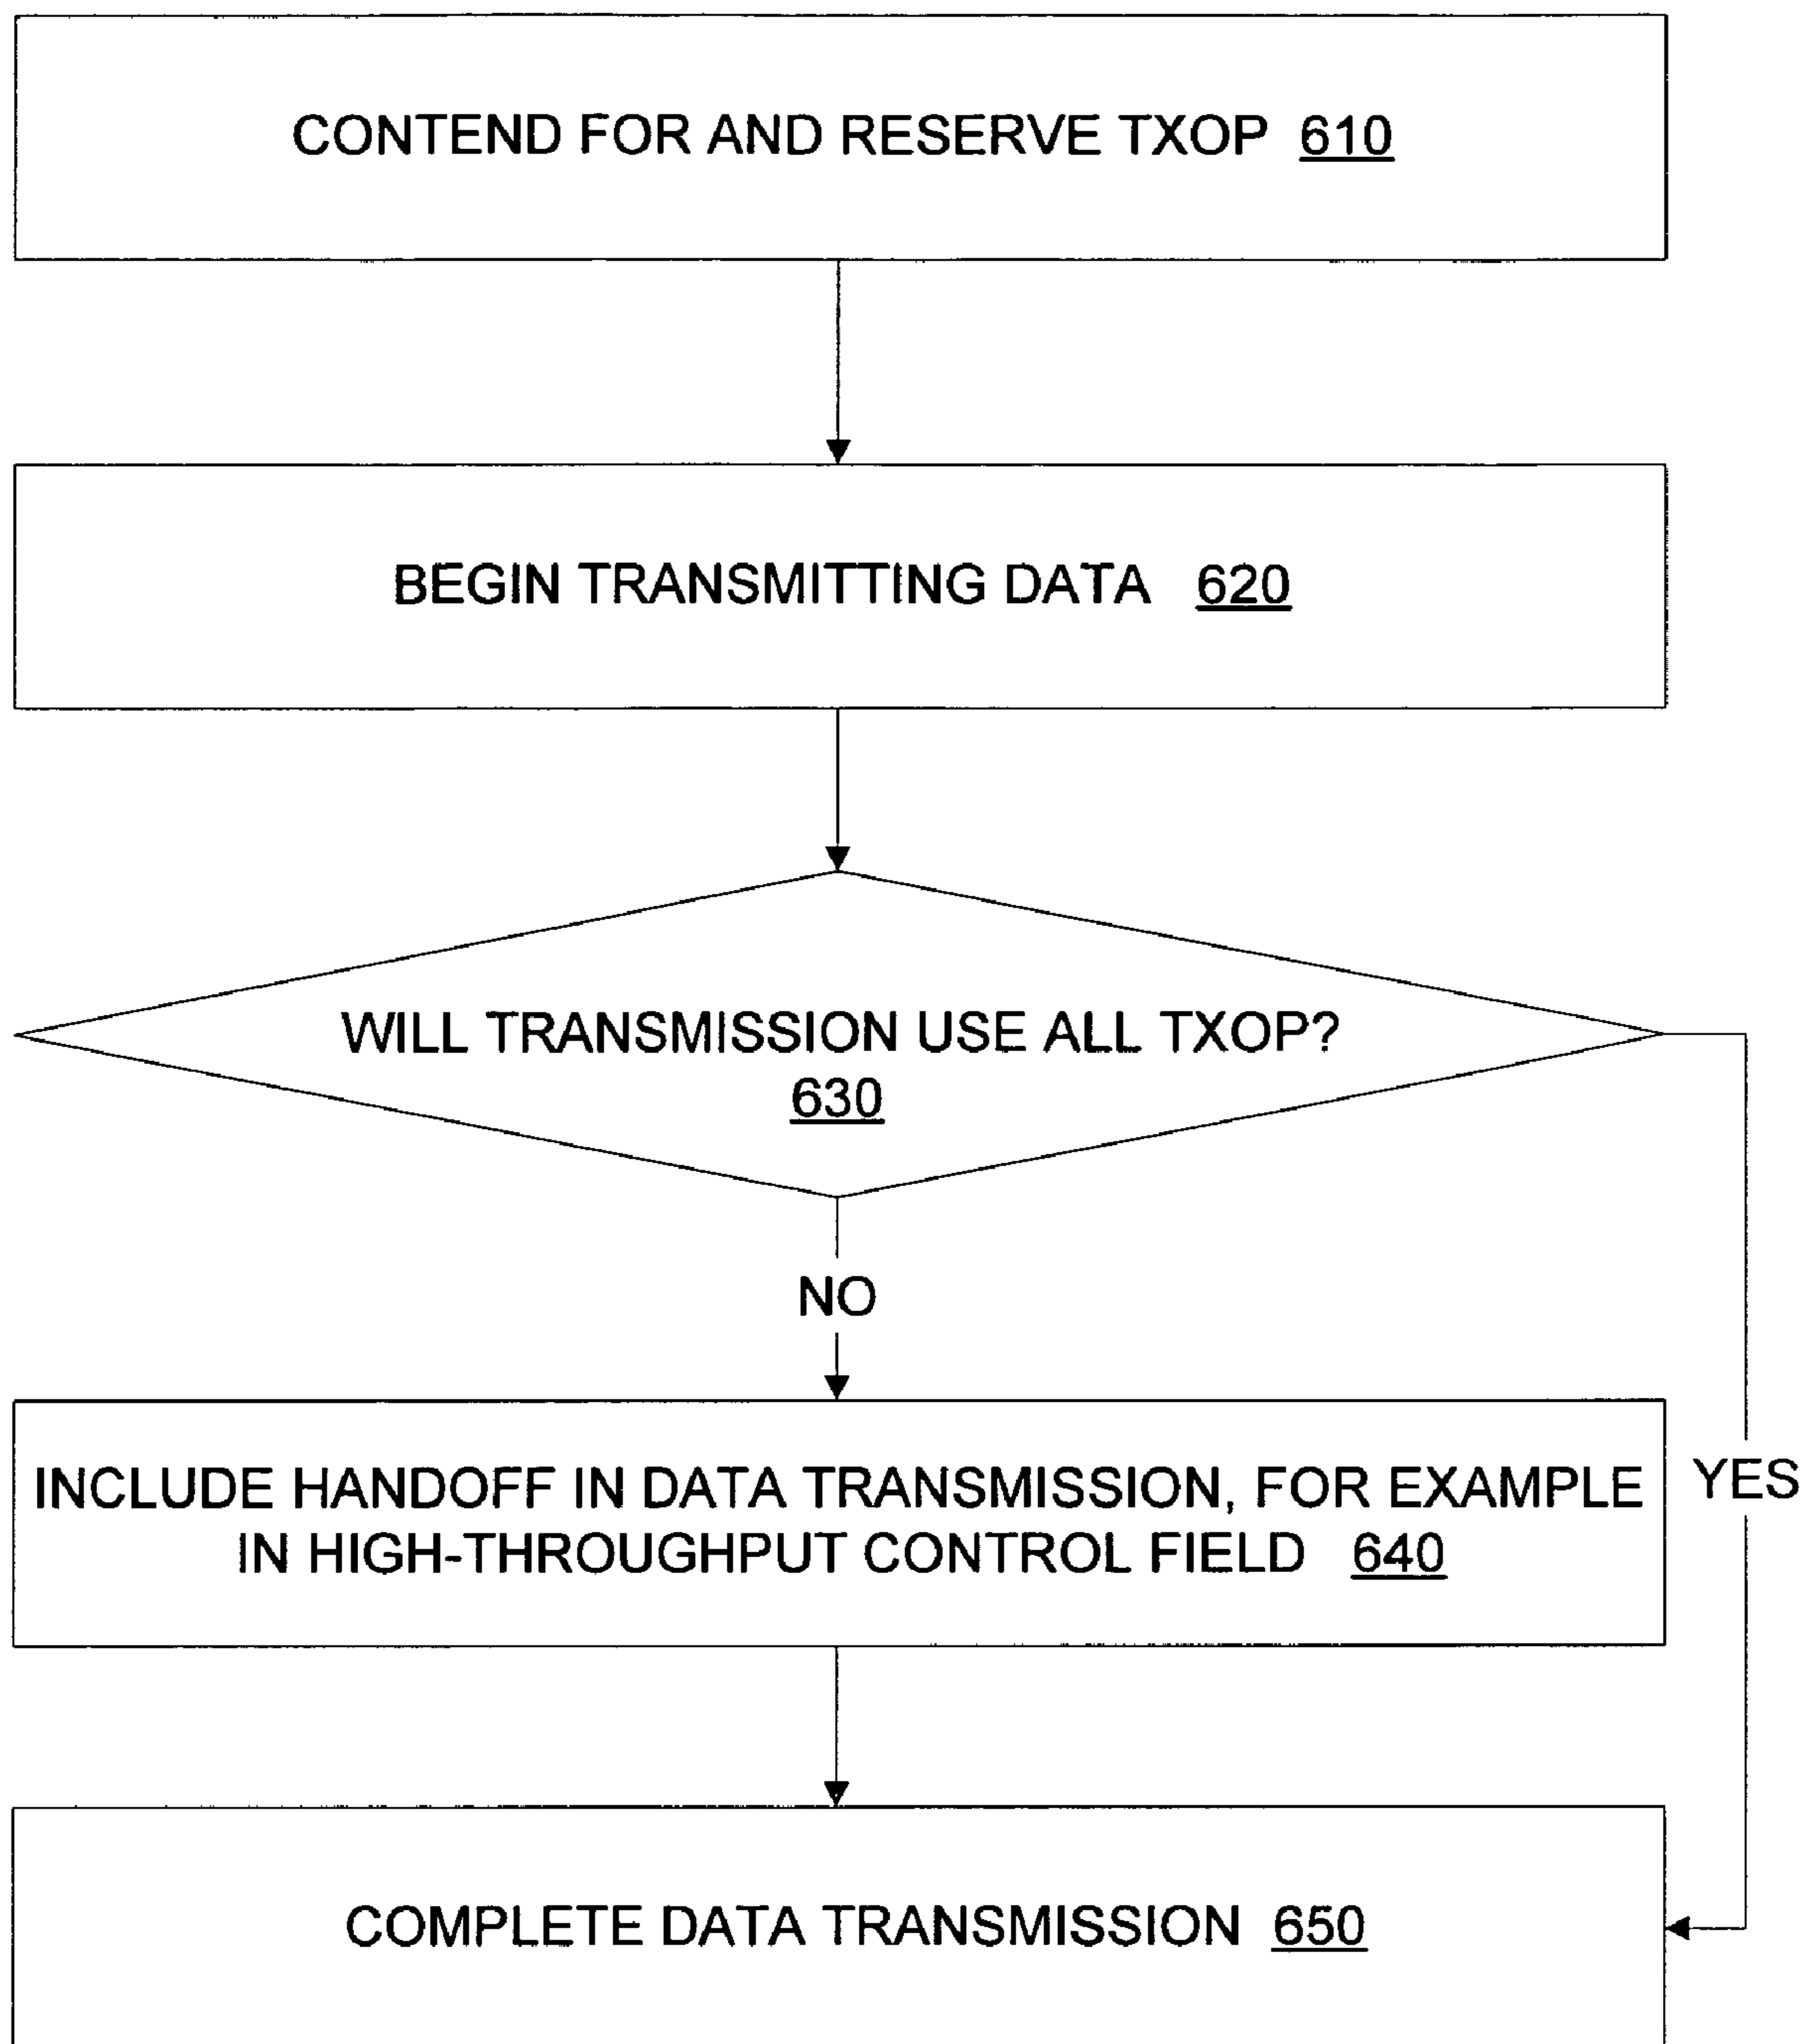 CONTEND FOR AND RESERVE TXOP 610
BEGIN TRANSMITTING DATA 620
WILL TRANSMISSION USE ALL TXOP?
630
NO
INCLUDE HANDOFF IN DATA TRANSMISSION, FOR EXAMPLE
IN HIGH-THROUGHPUT CONTROL FIELD 640
YES
COMPLETE DATA TRANSMISSION 650